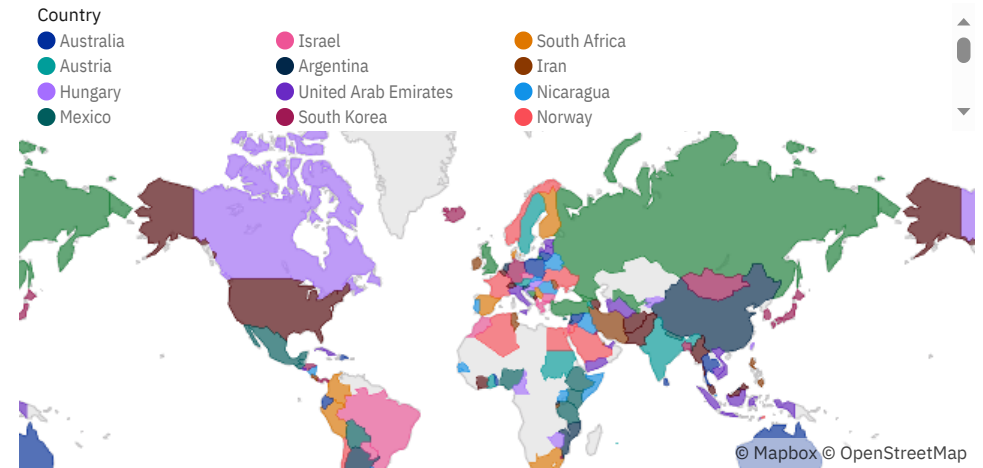 Country
Australia Israel South Africa
Austria Argentina Iran
Hungary United Arab Emirates Nicaragua
Mexico South Korea Norway
© Mapbox © OpenStreetMap